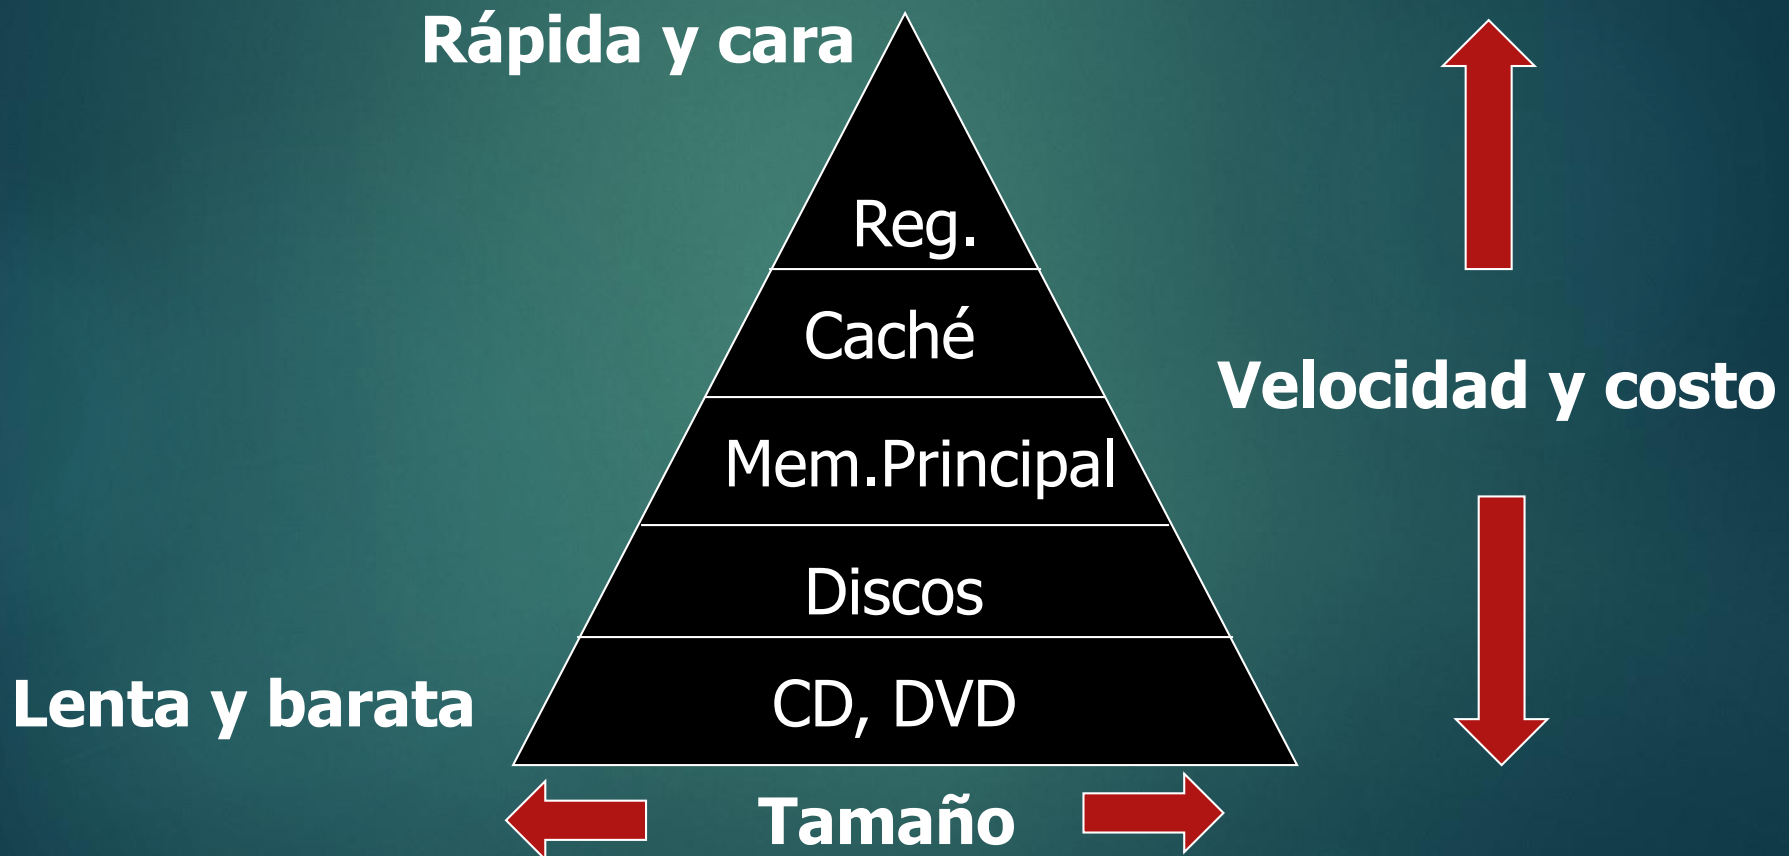 Rápida y cara
Reg.
Caché
Velocidad y costo
Mem.Principal
Discos
Lenta y barata
CD, DVD
Tamaño